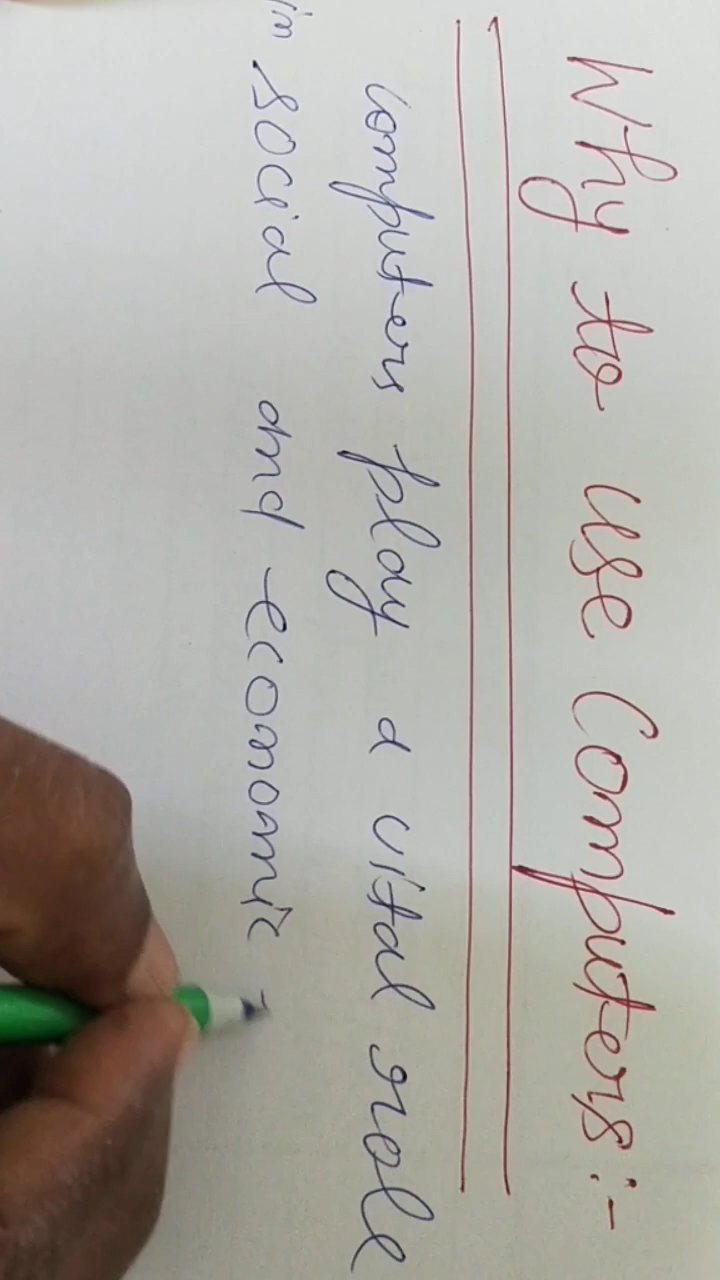 Why to use Computers:-
Computers play a vital role
in social and economic